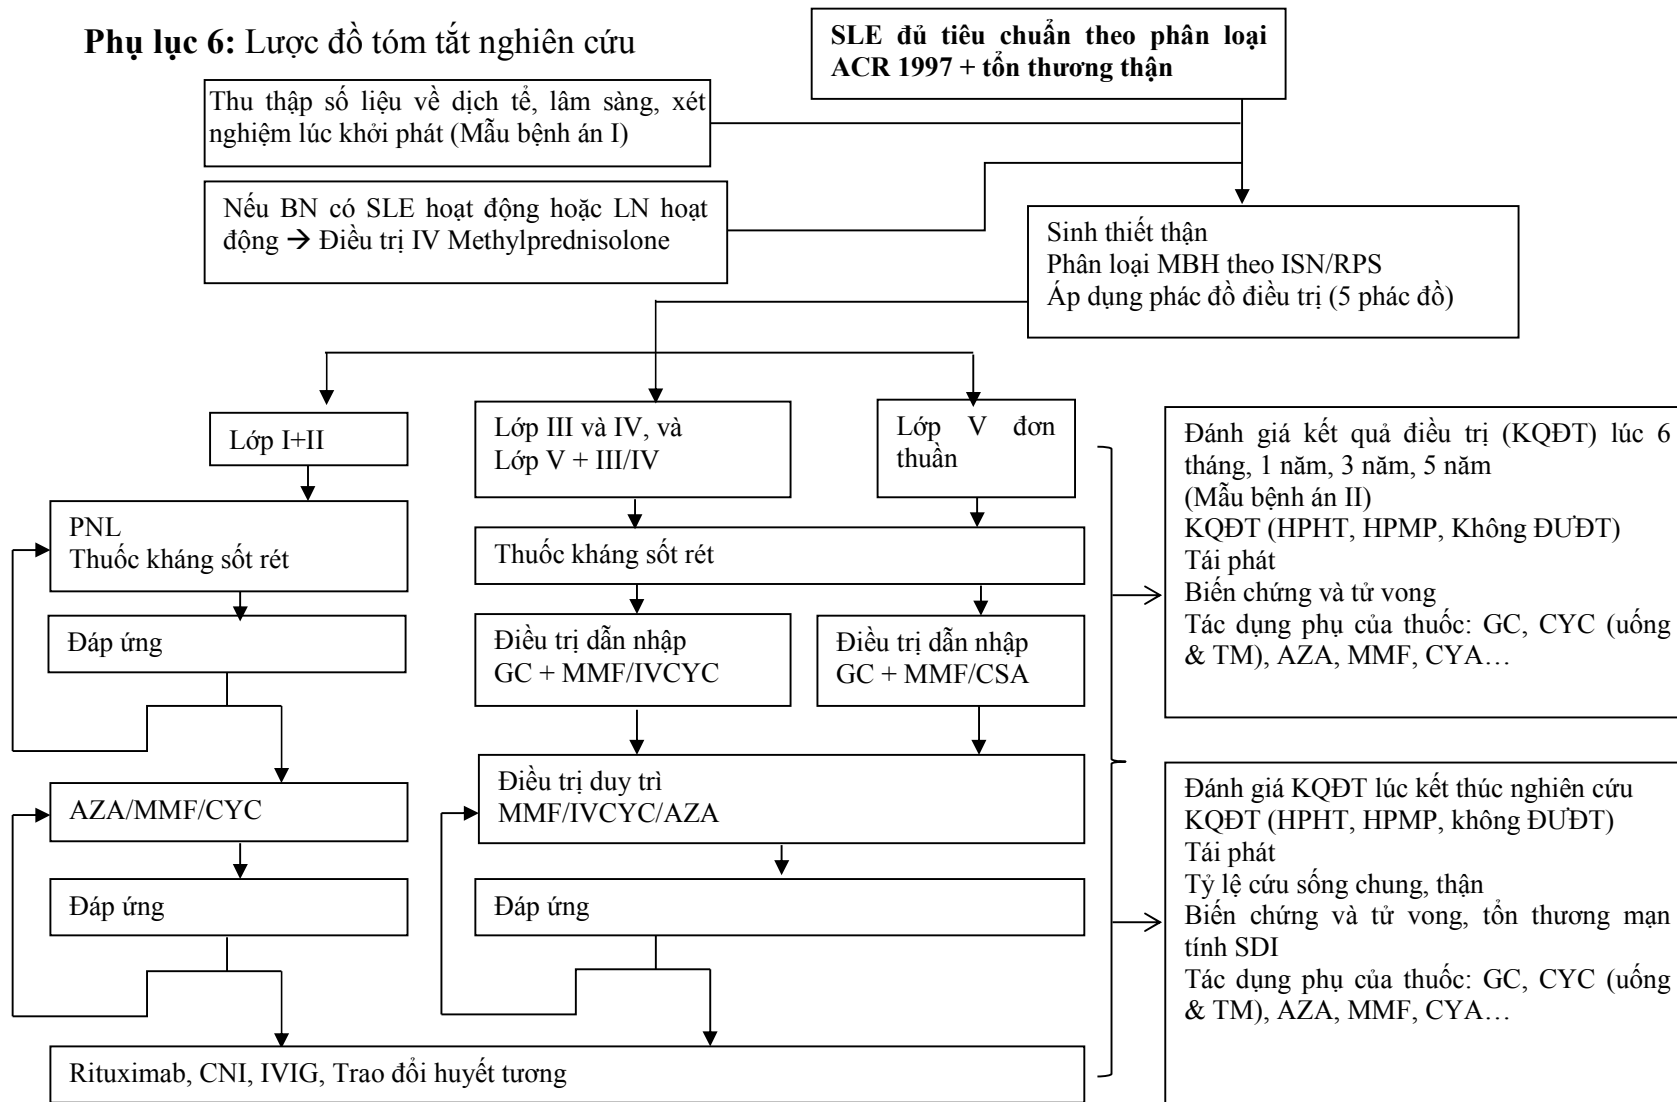 Phụ lục 6: Lược đồ tóm tắt nghiên cứu
SLE đủ tiêu chuẩn theo phân loại
ACR 1997 + tổn thương thận
Thu thập số liệu về dịch tể, lâm sàng, xét
nghiệm lúc khởi phát (Mẫu bệnh án I)
Nếu BN có SLE hoạt động hoặc LN hoạt
động → Điều trị IV Methylprednisolone
Sinh thiết thận
Phân loại MBH theo ISN/RPS
Áp dụng phác đồ điều trị (5 phác đồ)
Lớp I+II
Lớp III và IV, và
Lớp V + III/IV
Lớp V đơn
thuần
PNL
Thuốc kháng sốt rét
Thuốc kháng sốt rét
Đáp ứng
Điều trị dẫn nhập
GC + MMF/IVCYC
Điều trị dẫn nhập
GC + MMF/CSA
AZA/MMF/CYC
Điều trị duy trì
MMF/IVCYC/AZA
Đáp ứng
Đáp ứng
Rituximab, CNI, IVIG, Trao đổi huyết tương
Đánh giá kết quả điều trị (KQĐT) lúc 6
tháng, 1 năm, 3 năm, 5 năm
(Mẫu bệnh án II)
KQĐT (HPHT, HPMP, Không ĐƯĐT)
Tái phát
Biến chứng và tử vong
Tác dụng phụ của thuốc: GC, CYC (uống
& TM), AZA, MMF, CYA…
Đánh giá KQĐT lúc kết thúc nghiên cứu
KQĐT (HPHT, HPMP, không ĐƯĐT)
Tái phát
Tỷ lệ cứu sống chung, thận
Biến chứng và tử vong, tổn thương mạn
tính SDI
Tác dụng phụ của thuốc: GC, CYC (uống
& TM), AZA, MMF, CYA…